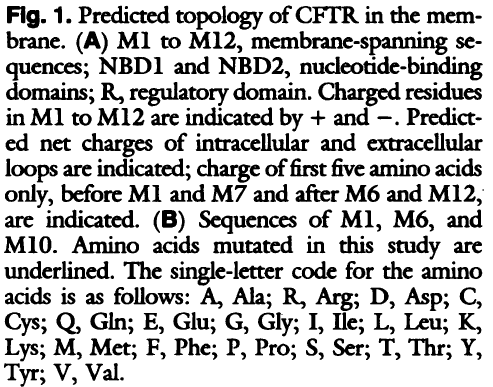 Fig. 1. Predicted topology of CFTR in the mem-
brane. (A) M1 to M12, membrane-spanning se-
quences; NBD1 and NBD2, nucleotide-binding
domains; R, regulatory domain. Charged residues
in M1 to M12 are indicated by + and −. Predict-
ed net charges of intracellular and extracellular
loops are indicated; charge of first five amino acids
only, before M1 and M7 and after M6 and M12,
are indicated. (B) Sequences of M1, M6, and
M10. Amino acids mutated in this study are
underlined. The single-letter code for the amino
acids is as follows: A, Ala; R, Arg; D, Asp; C,
Cys; Q, Gln; E, Glu; G, Gly; I, Ile; L, Leu; K,
Lys; M, Met; F, Phe; P, Pro; S, Ser; T, Thr; Y,
Tyr; V, Val.